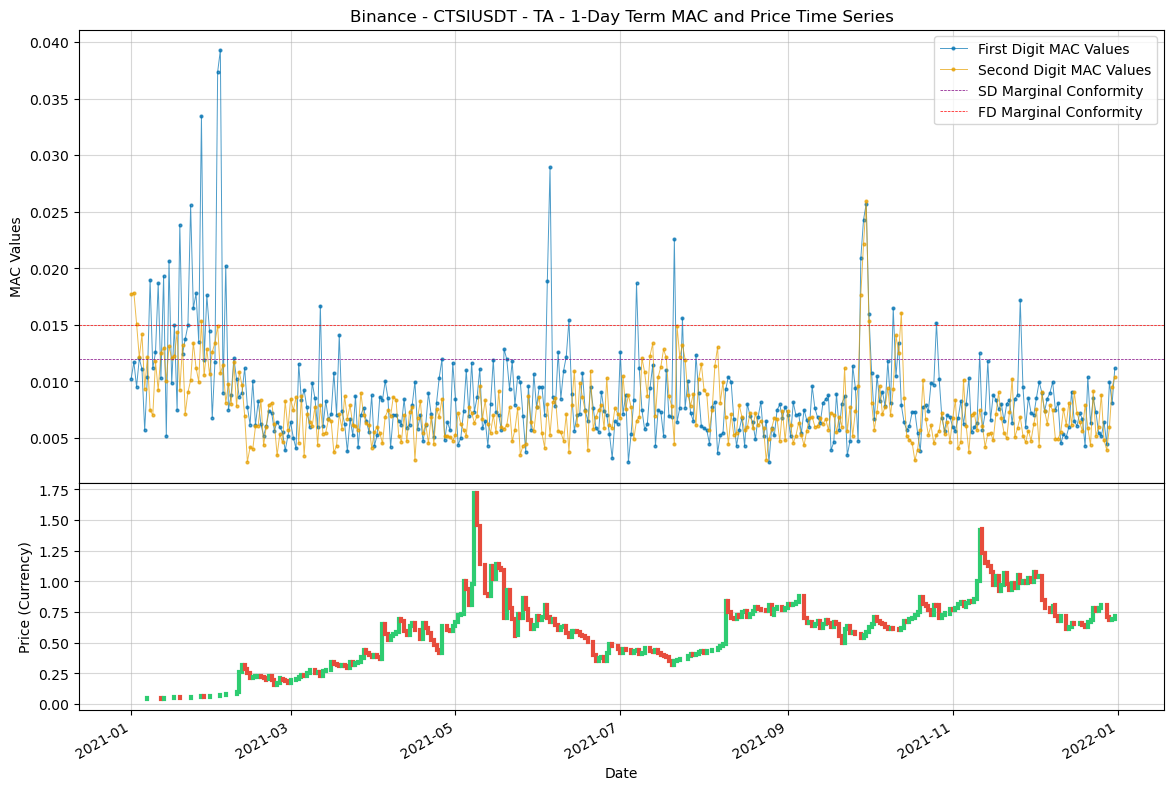 Binance - CTSIUSDT - TA - 1-Day Term MAC and Price Time Series
First Digit MAC Values
Second Digit MAC Values
SD Marginal Conformity
FD Marginal Conformity
MAC Values
0.040
0.035
0.030
0.025
0.020
0.015
0.010
0.005
Price (Currency)
1.75
1.50
1.25
1.00
0.75
0.50
0.25
0.00
2021-01
2021-03
2021-05
2021-07
2021-09
2021-11
2022-01
Date